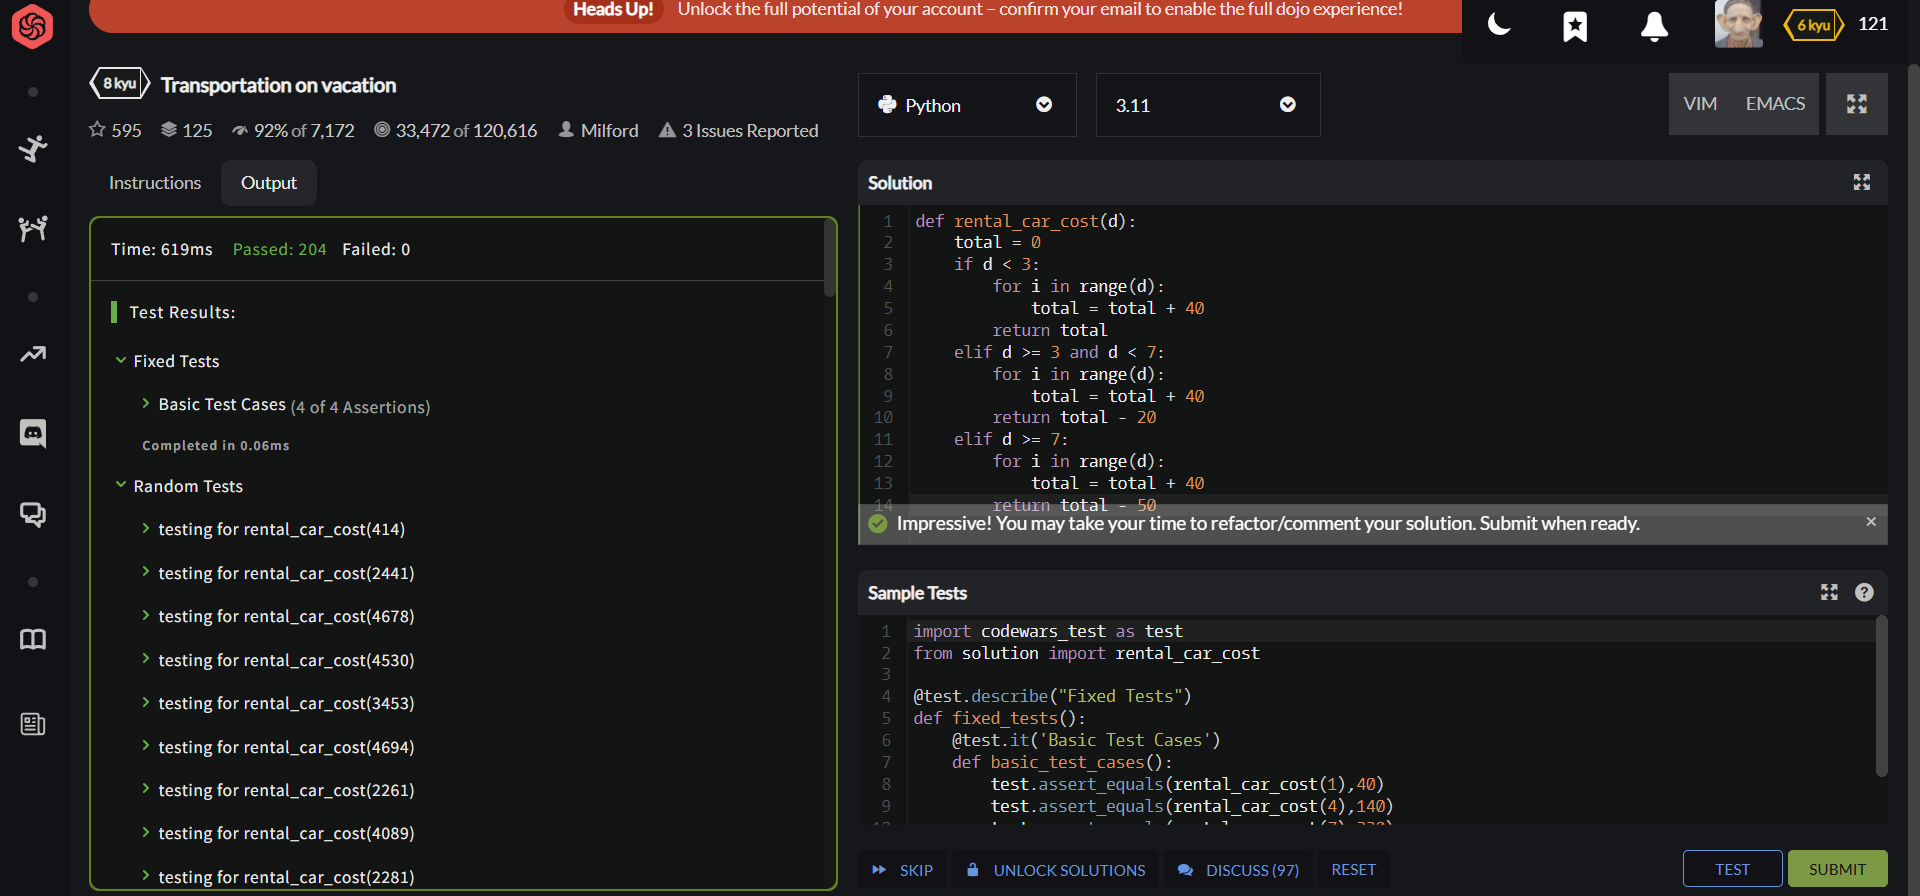 Heads Up! Unlock the full potential of your account – confirm your email to enable the full dojo experience!
6 kyu 121
8 kyu Transportation on vacation
595 125 92% of 7,172 33,472 of 120,616 Milford 3 Issues Reported
Instructions Output
Time: 619ms Passed: 204 Failed: 0
Test Results:
Fixed Tests
Basic Test Cases (4 of 4 Assertions)
Completed in 0.06ms
Random Tests
testing for rental_car_cost(414)
testing for rental_car_cost(2441)
testing for rental_car_cost(4678)
testing for rental_car_cost(4530)
testing for rental_car_cost(3453)
testing for rental_car_cost(4694)
testing for rental_car_cost(2261)
testing for rental_car_cost(4089)
testing for rental_car_cost(2281)
Python 3.11 VIM EMACS
Solution
1 def rental_car_cost(d):
2     total = 0
3     if d < 3:
4         for i in range(d):
5             total = total + 40
6         return total
7     elif d >= 3 and d < 7:
8         for i in range(d):
9             total = total + 40
10         return total - 20
11     elif d >= 7:
12         for i in range(d):
13             total = total + 40
14         return total - 50
Impressive! You may take your time to refactor/comment your solution. Submit when ready.
Sample Tests
1 import codewars_test as test
2 from solution import rental_car_cost
3
4 @test.describe("Fixed Tests")
5 def fixed_tests():
6     @test.it('Basic Test Cases')
7     def basic_test_cases():
8         test.assert_equals(rental_car_cost(1),40)
9         test.assert_equals(rental_car_cost(4),140)
SKIP UNLOCK SOLUTIONS DISCUSS (97) RESET TEST SUBMIT